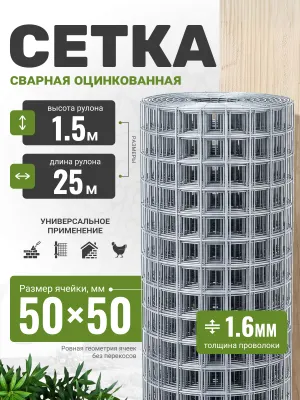 СЕТКА
СВАРНАЯ ОЦИНКОВАННАЯ
высота рулона
1.5м
длина рулона
25м
РАЗМЕРЫ
УНИВЕРСАЛЬНОЕ
ПРИМЕНЕНИЕ
Размер ячейки, мм
50×50
Ровная геометрия ячеек
без перекосов
1.6мм
толщина проволоки